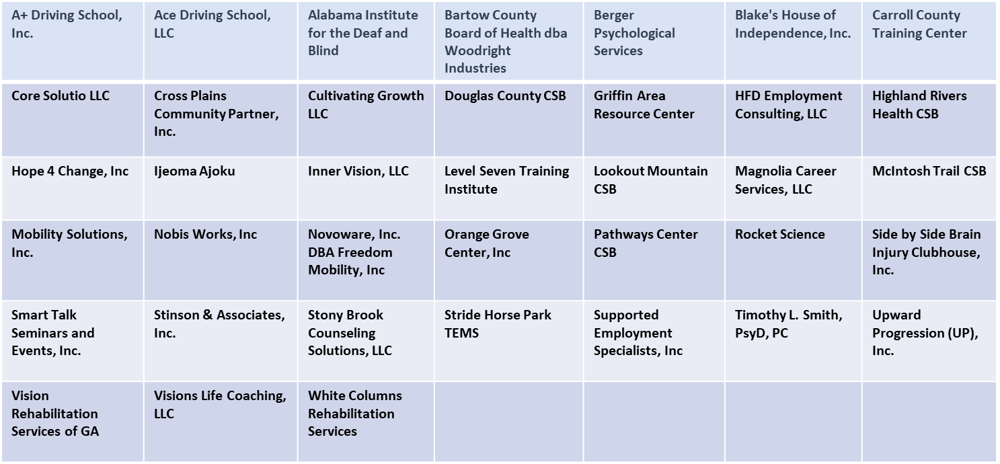 A+ Driving School,
Inc.
Ace Driving School,
LLC
Alabama Institute
for the Deaf and
Blind
Bartow County
Board of Health dba
Woodright
Industries
Berger
Psychological
Services
Blake's House of
Independence, Inc.
Carroll County
Training Center
Core Solutio LLC
Cross Plains
Community Partner,
Inc.
Cultivating Growth
LLC
Douglas County CSB
Griffin Area
Resource Center
HFD Employment
Consulting, LLC
Highland Rivers
Health CSB
Hope 4 Change, Inc
Ijeoma Ajoku
Inner Vision, LLC
Level Seven Training
Institute
Lookout Mountain
CSB
Magnolia Career
Services, LLC
McIntosh Trail CSB
Mobility Solutions,
Inc.
Nobis Works, Inc
Novoware, Inc.
DBA Freedom
Mobility, Inc
Orange Grove
Center, Inc
Pathways Center
CSB
Rocket Science
Side by Side Brain
Injury Clubhouse,
Inc.
Smart Talk
Seminars and
Events, Inc.
Stinson & Associates,
Inc.
Stony Brook
Counseling
Solutions, LLC
Stride Horse Park
TEMS
Supported
Employment
Specialists, Inc
Timothy L. Smith,
PsyD, PC
Upward
Progression (UP),
Inc.
Vision
Rehabilitation
Services of GA
Visions Life Coaching,
LLC
White Columns
Rehabilitation
Services